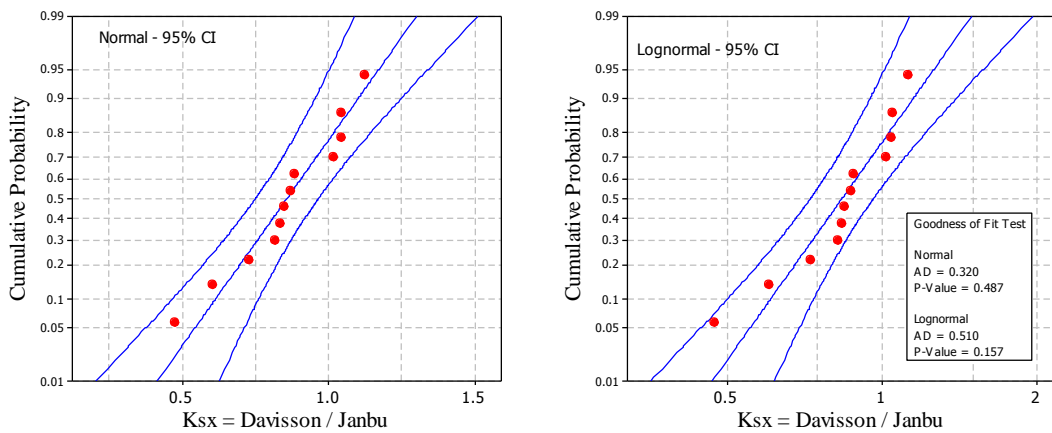 Normal - 95% CI
Cumulative Probability
0.99
0.95
0.9
0.8
0.7
0.6
0.5
0.4
0.3
0.2
0.1
0.05
0.01
0.5
1.0
1.5
Ksx = Davisson / Janbu
Lognormal - 95% CI
Cumulative Probability
0.99
0.95
0.9
0.8
0.7
0.6
0.5
0.4
0.3
0.2
0.1
0.05
0.01
0.5
1
2
Ksx = Davisson / Janbu
Goodness of Fit Test
Normal
AD = 0.320
P-Value = 0.487
Lognormal
AD = 0.510
P-Value = 0.157